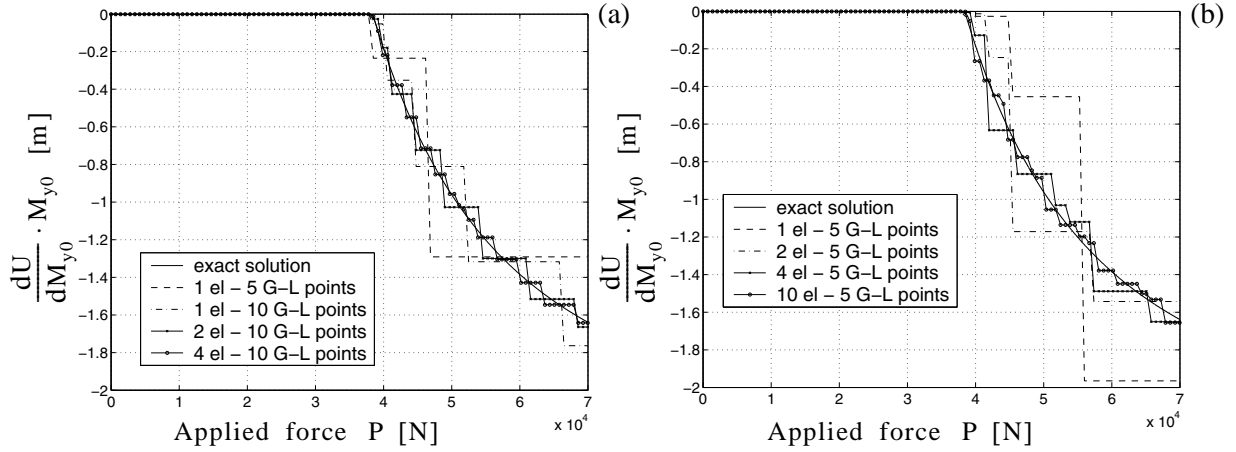 (a)
0
−0.2
−0.4
−0.6
−0.8
−1
−1.2
−1.4
−1.6
−1.8
−2
dU
dM_y0 · M_y0 [m]
exact solution
1 el − 5 G−L points
1 el − 10 G−L points
2 el − 10 G−L points
4 el − 10 G−L points
0 1 2 3 4 5 6 7
x 10^4
Applied force P [N]
(b)
0
−0.2
−0.4
−0.6
−0.8
−1
−1.2
−1.4
−1.6
−1.8
−2
dU
dM_y0 · M_y0 [m]
exact solution
1 el − 5 G−L points
2 el − 5 G−L points
4 el − 5 G−L points
10 el − 5 G−L points
0 1 2 3 4 5 6 7
x 10^4
Applied force P [N]